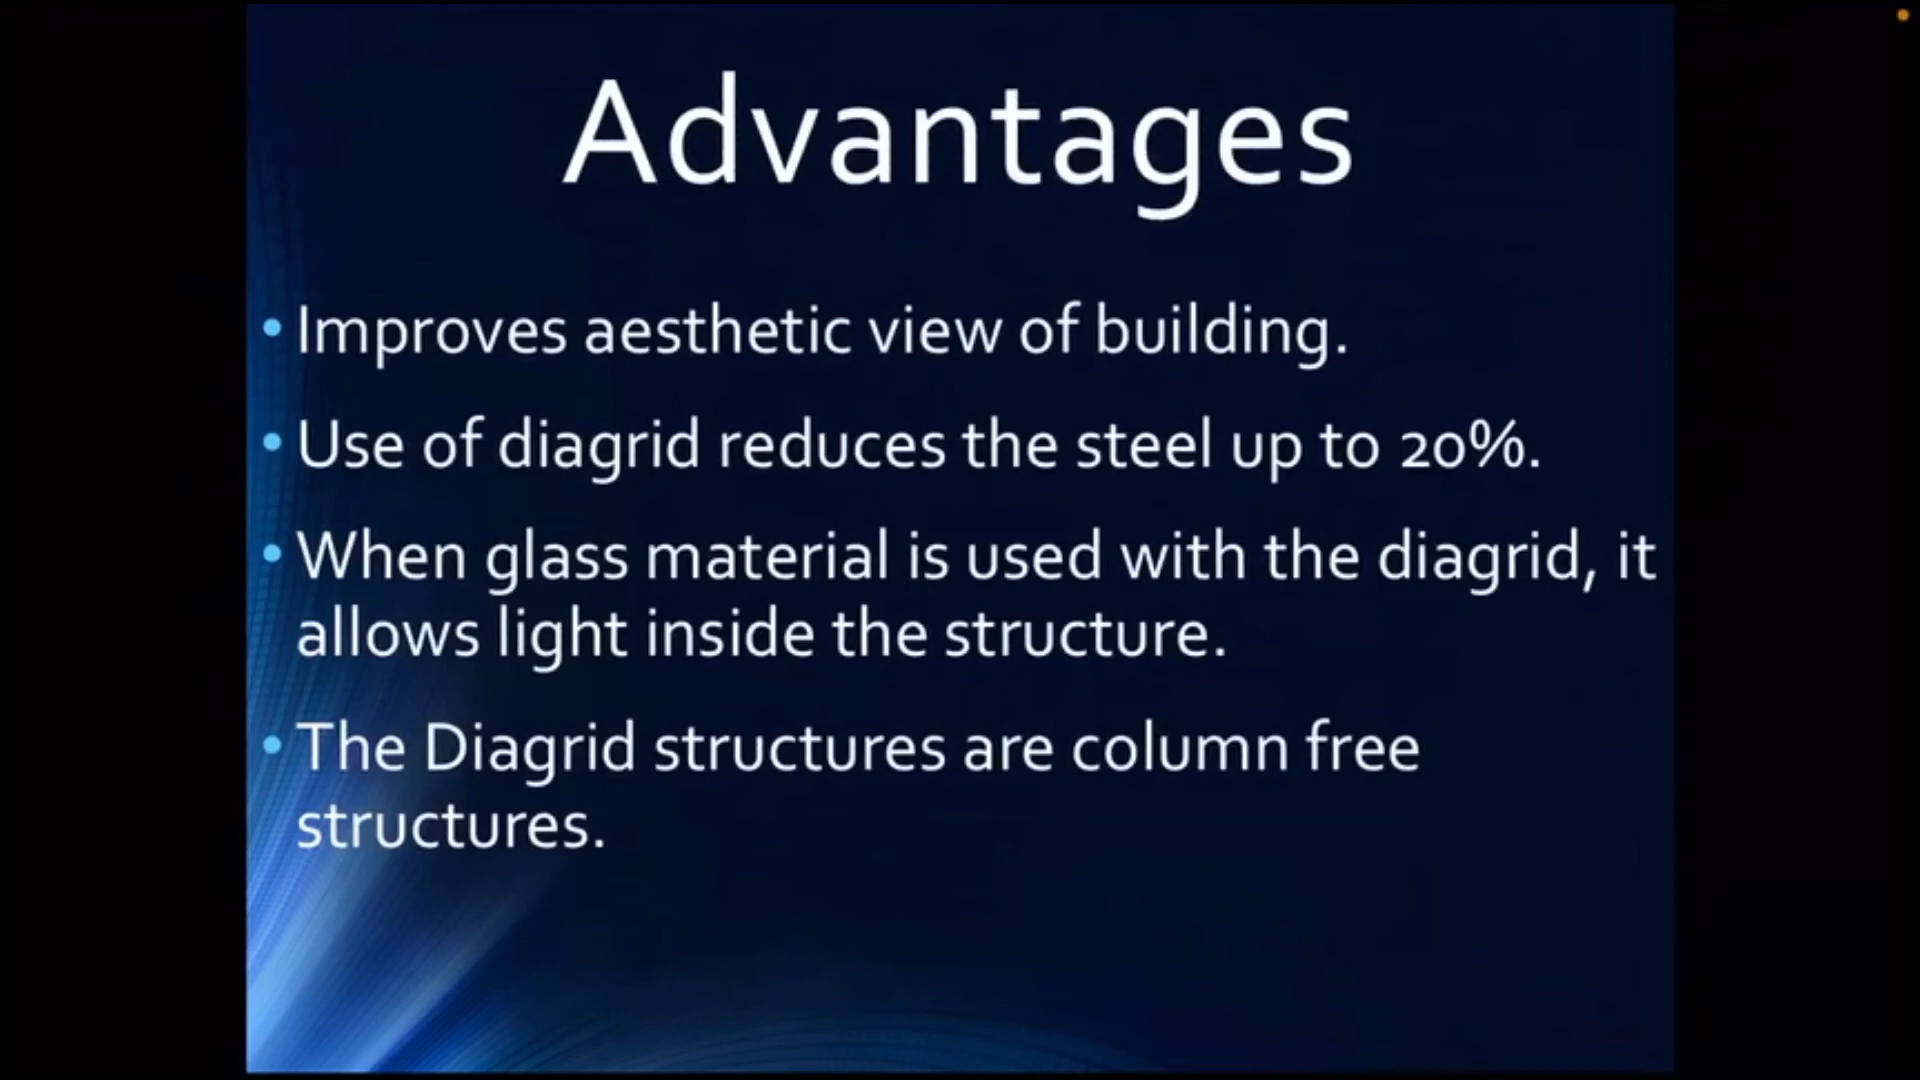 Advantages
• Improves aesthetic view of building.
• Use of diagrid reduces the steel up to 20%.
• When glass material is used with the diagrid, it
allows light inside the structure.
• The Diagrid structures are column free
structures.